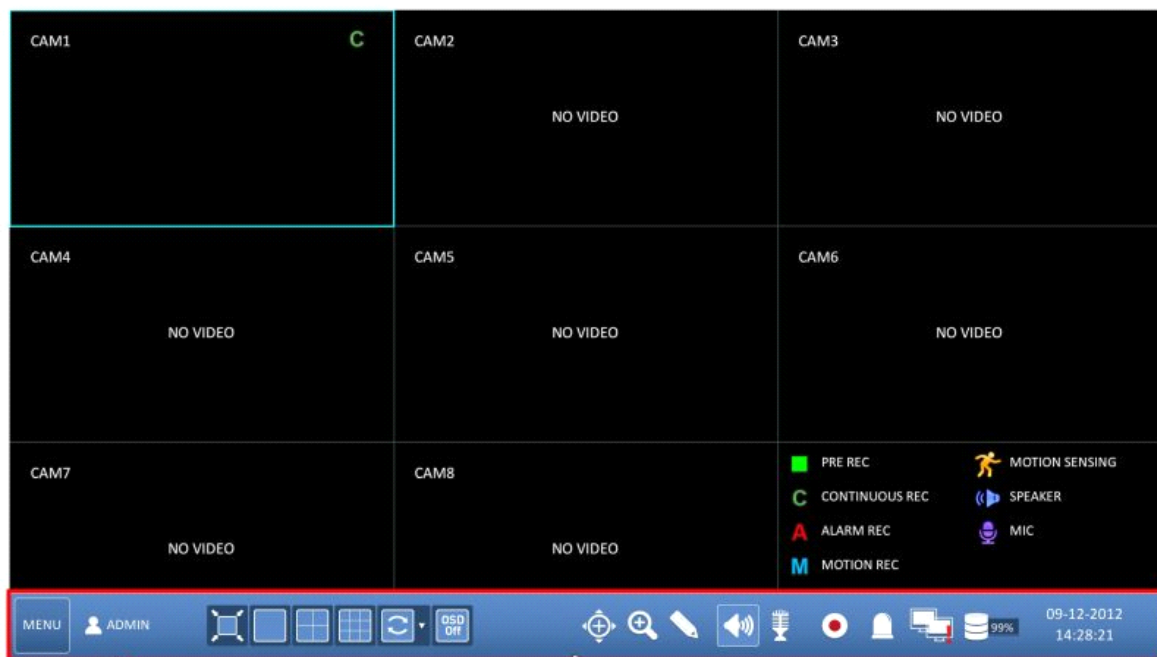 CAM1 C
CAM2
NO VIDEO
CAM3
NO VIDEO
CAM4
NO VIDEO
CAM5
NO VIDEO
CAM6
NO VIDEO
CAM7
NO VIDEO
CAM8
NO VIDEO
PRE REC
C CONTINUOUS REC
A ALARM REC
M MOTION REC
MOTION SENSING
SPEAKER
MIC
MENU
ADMIN
OSD
Off
99%
09-12-2012
14:28:21